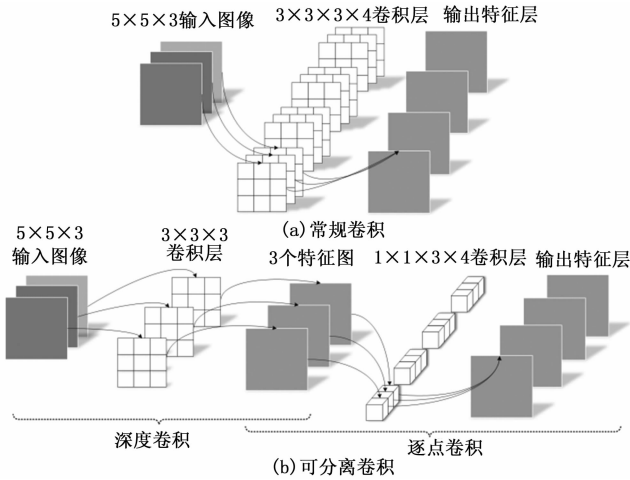 5×5×3输入图像
3×3×3×4卷积层
输出特征层
(a)常规卷积
5×5×3
输入图像
3×3×3
卷积层
3个特征图
1×1×3×4卷积层
输出特征层
深度卷积
逐点卷积
(b)可分离卷积